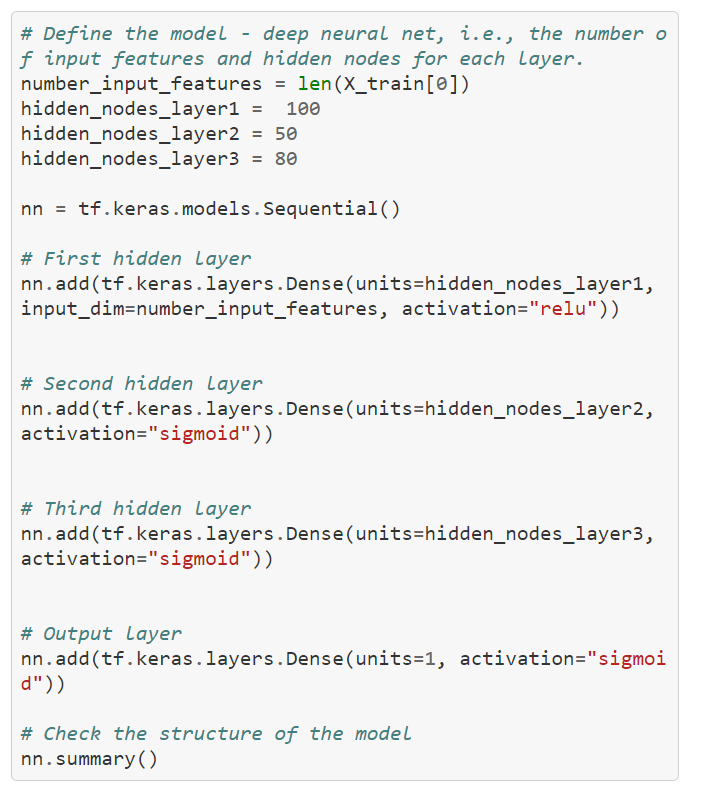 # Define the model - deep neural net, i.e., the number o
f input features and hidden nodes for each layer.
number_input_features = len(X_train[0])
hidden_nodes_layer1 =  100
hidden_nodes_layer2 = 50
hidden_nodes_layer3 = 80
nn = tf.keras.models.Sequential()
# First hidden layer
nn.add(tf.keras.layers.Dense(units=hidden_nodes_layer1,
input_dim=number_input_features, activation="relu"))
# Second hidden layer
nn.add(tf.keras.layers.Dense(units=hidden_nodes_layer2,
activation="sigmoid"))
# Third hidden layer
nn.add(tf.keras.layers.Dense(units=hidden_nodes_layer3,
activation="sigmoid"))
# Output layer
nn.add(tf.keras.layers.Dense(units=1, activation="sigmoi
d"))
# Check the structure of the model
nn.summary()